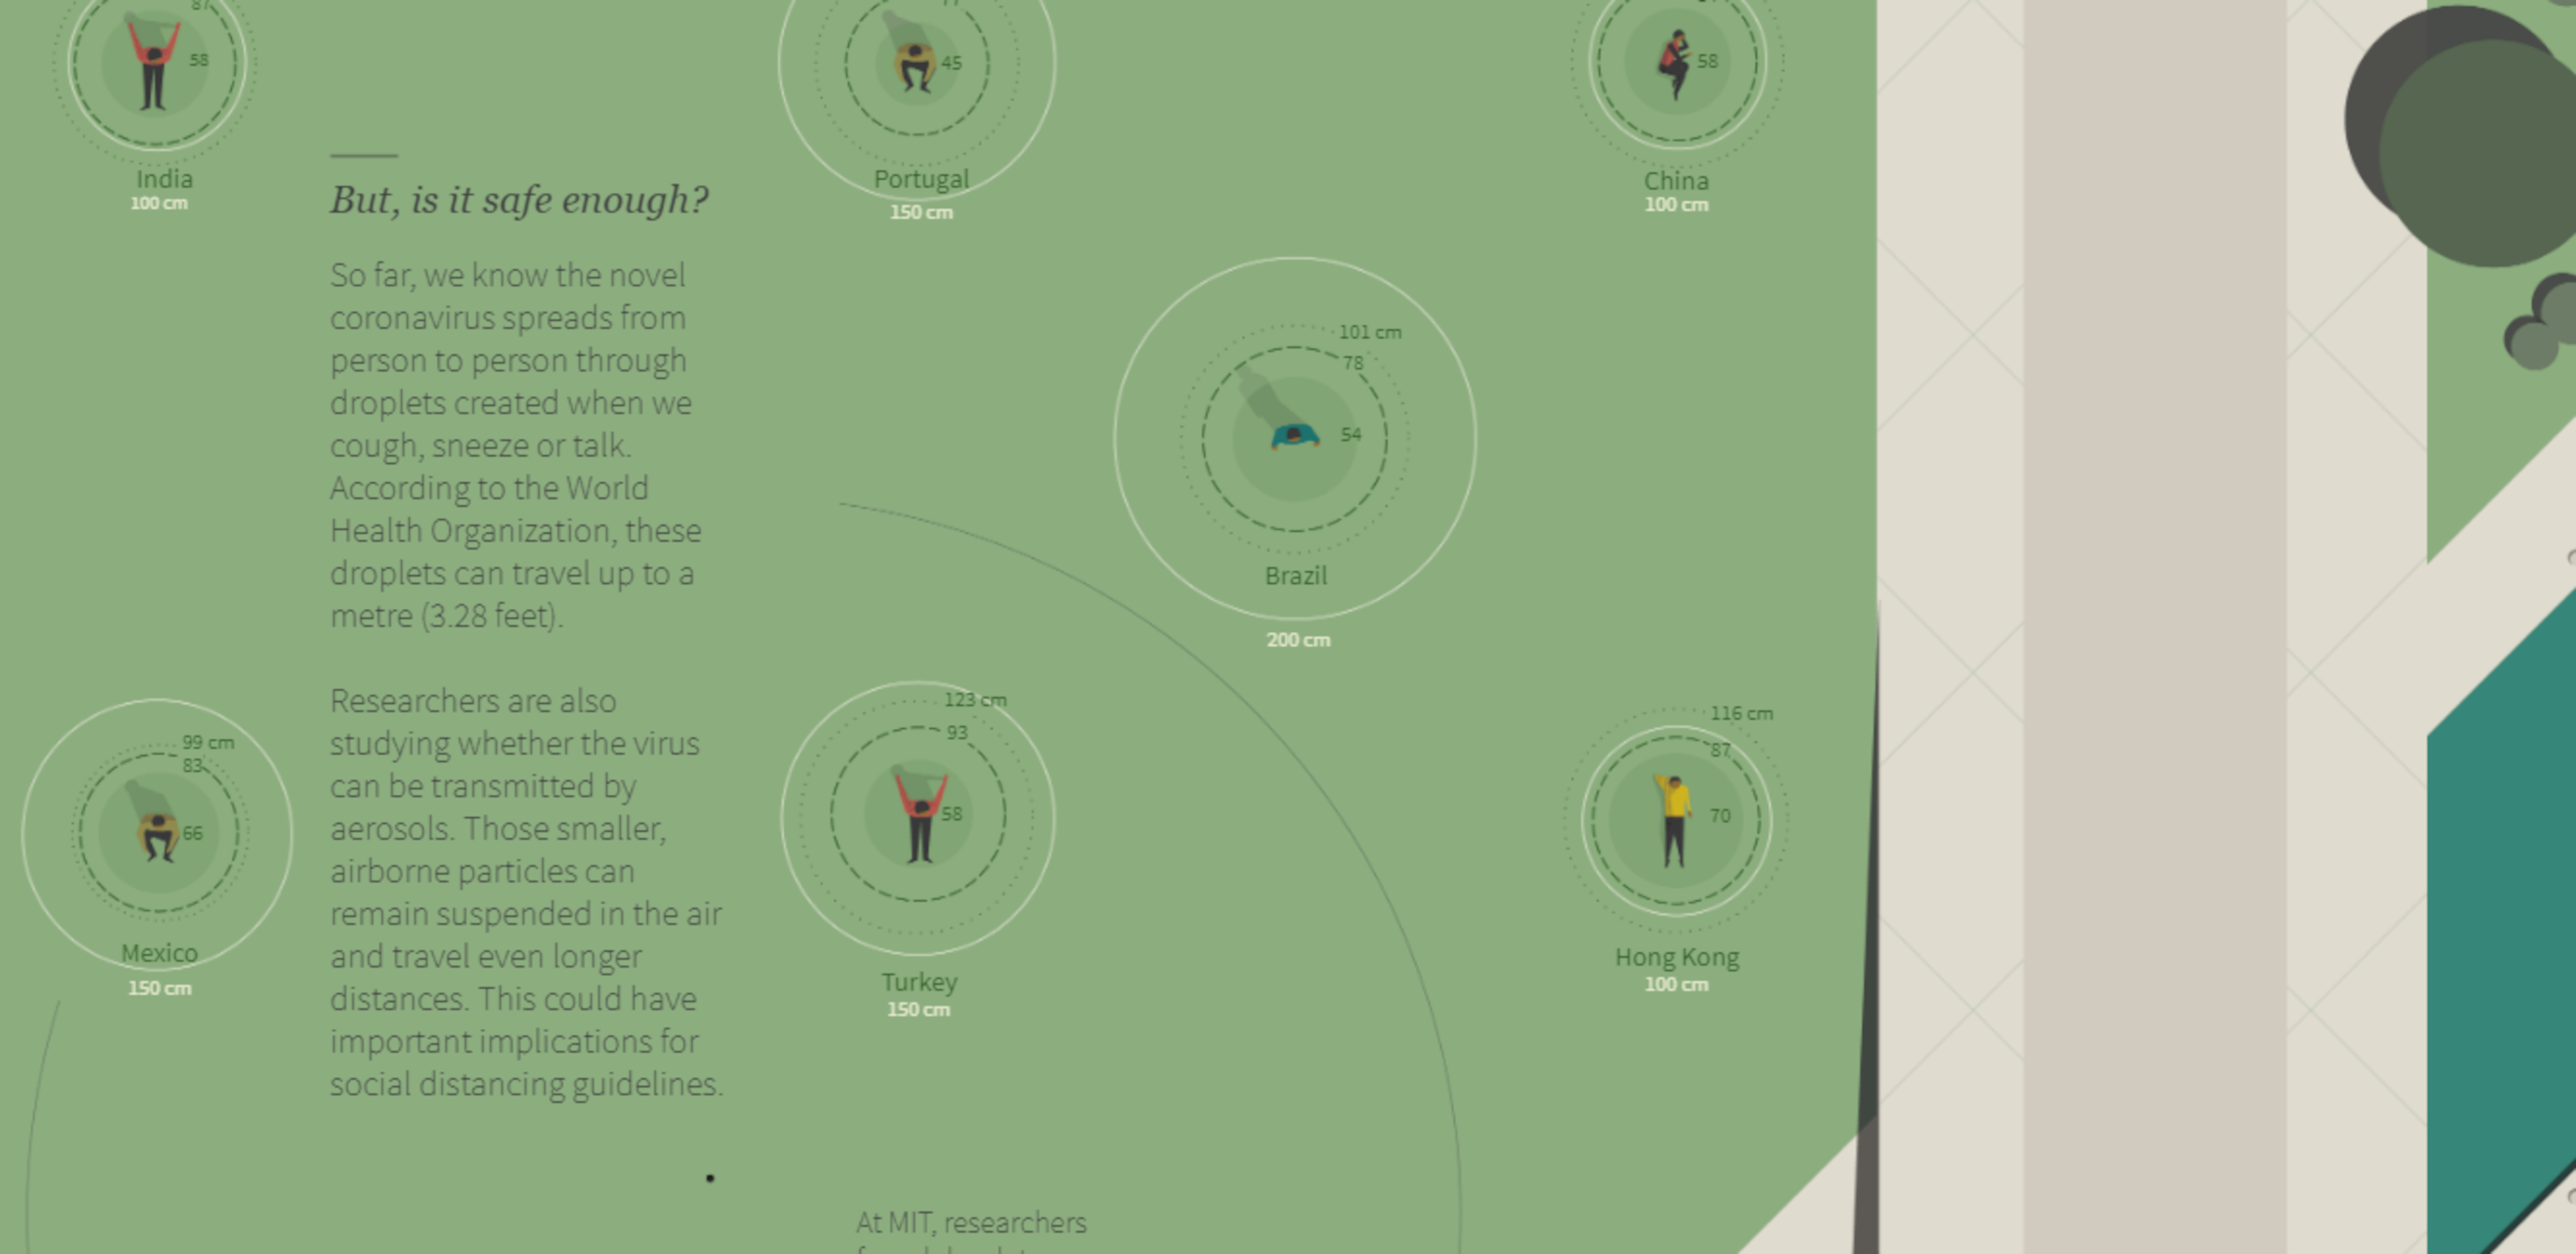 87
58
India
100 cm
45
Portugal
150 cm
58
China
100 cm
But, is it safe enough?
So far, we know the novel
coronavirus spreads from
person to person through
droplets created when we
cough, sneeze or talk.
According to the World
Health Organization, these
droplets can travel up to a
metre (3.28 feet).
Researchers are also
studying whether the virus
can be transmitted by
aerosols. Those smaller,
airborne particles can
remain suspended in the air
and travel even longer
distances. This could have
important implications for
social distancing guidelines.
101 cm
78
54
Brazil
200 cm
99 cm
83
66
Mexico
150 cm
123 cm
93
58
Turkey
150 cm
116 cm
87
70
Hong Kong
100 cm
At MIT, researchers